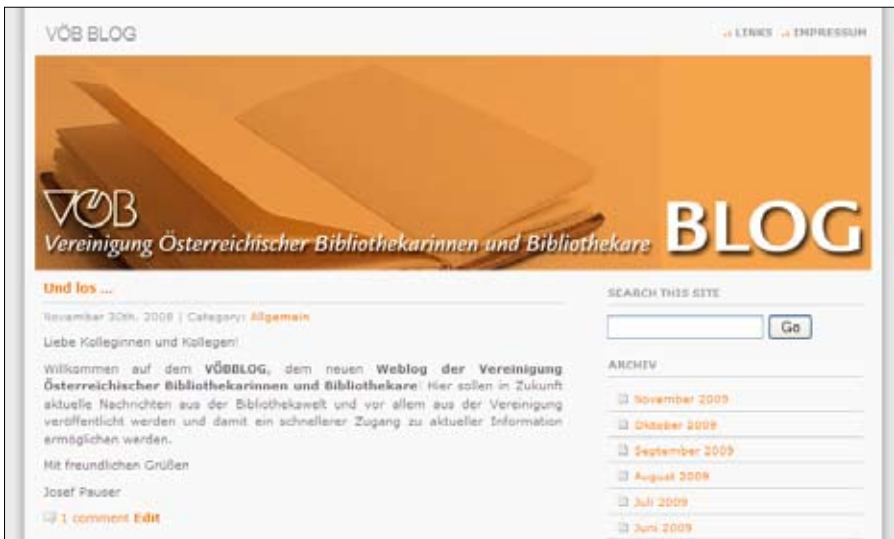 VÖB BLOG
LINKS IMPRESSUM
VÖB
Vereinigung Österreichischer Bibliothekarinnen und Bibliothekare BLOG
Und los ...
November 30th, 2008 | Category: Allgemein
Liebe Kolleginnen und Kollegen!
Willkommen auf dem VÖBBLOG, dem neuen Weblog der Vereinigung
Österreichischer Bibliothekarinnen und Bibliothekare! Hier sollen in Zukunft
aktuelle Nachrichten aus der Bibliothekswelt und vor allem aus der Vereinigung
veröffentlicht werden und damit ein schnellerer Zugang zu aktueller Information
ermöglichen werden.
Mit freundlichen Grüßen
Josef Pauser
1 comment Edit
SEARCH THIS SITE
Go
ARCHIV
November 2009
Oktober 2009
September 2009
August 2009
Juli 2009
Juni 2009